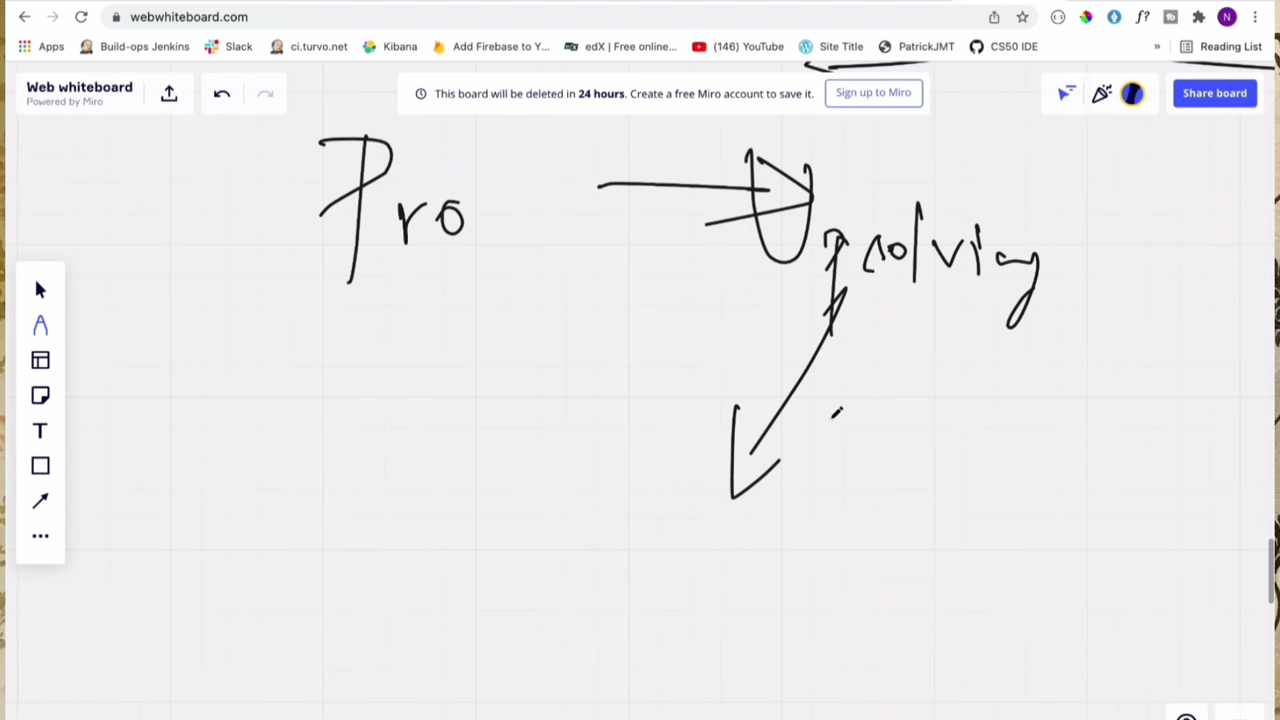 webwhiteboard.com
N
Apps Build-ops Jenkins Slack ci.turvo.net Kibana Add Firebase to Y... edX | Free online... (146) YouTube Site Title PatrickJMT CS50 IDE » Reading List
Web whiteboard
Powered by Miro
This board will be deleted in 24 hours. Create a free Miro account to save it. Sign up to Miro
Share board
Pro
solving
T